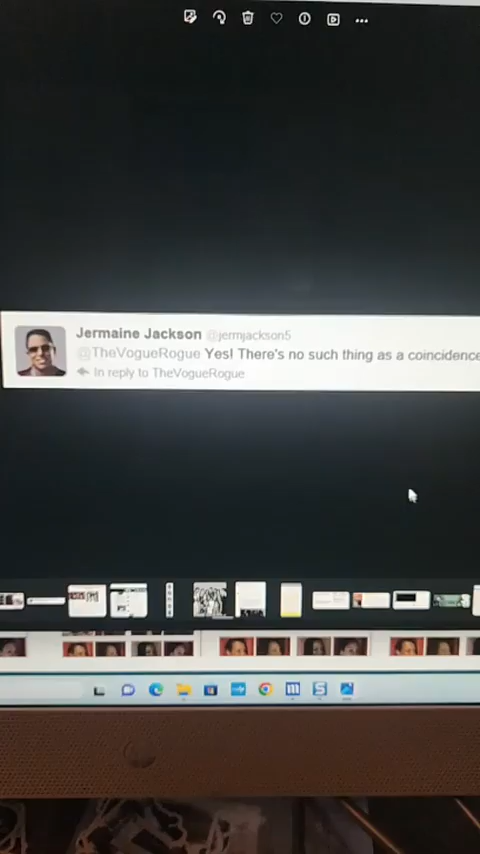 Jermaine Jackson @jermjackson5
@TheVogueRogue Yes! There's no such thing as a coincidence
In reply to TheVogueRogue